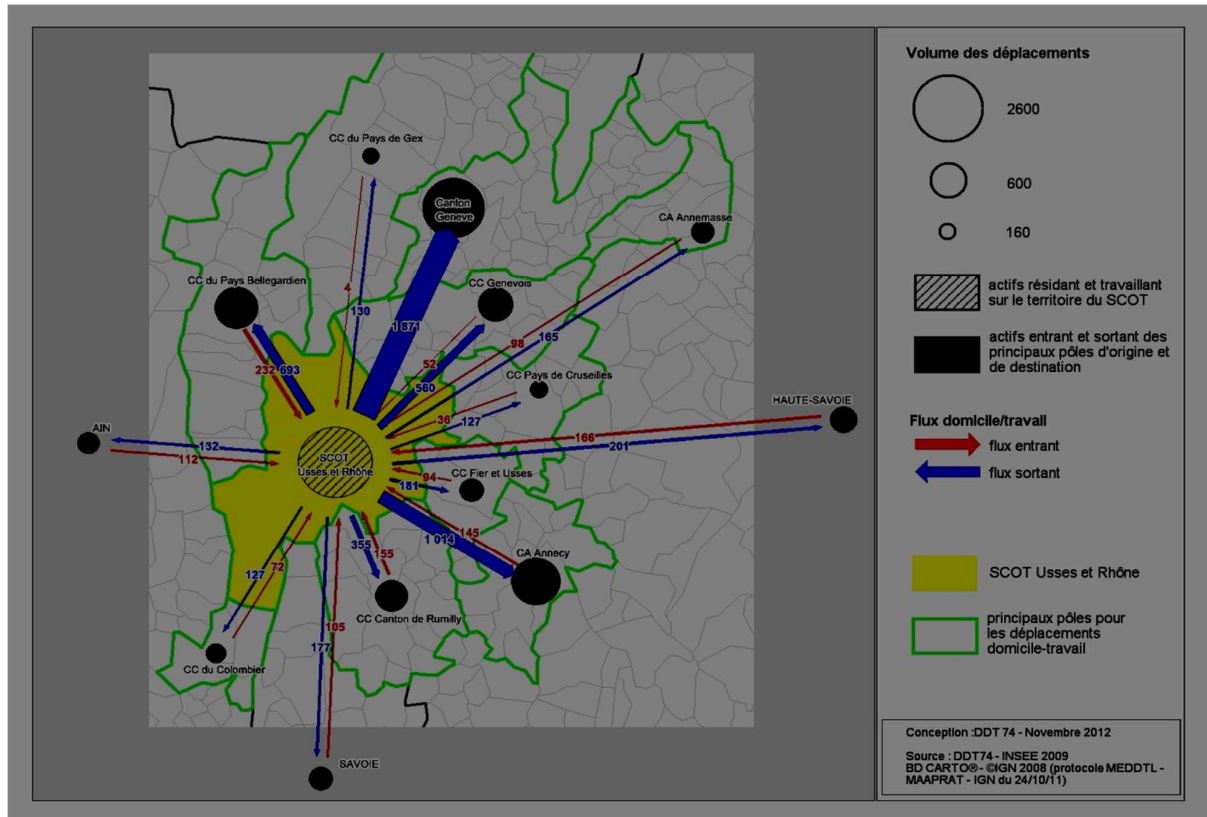 CC du Pays de Gex
Canton
Genève
CA Annemasse
CC du Pays Bellegardien
CC Genevois
4
130
1 871
165
98
52
560
232
693
CC Pays de Cruseilles
36
127
HAUTE-SAVOIE
166
201
AIN
132
112
SCOT
Usses et Rhône
94
181
CC Fier et Usses
145
1 014
CA Annecy
355
155
127
72
CC Canton de Rumilly
105
177
CC du Colombier
SAVOIE
Volume des déplacements
2600
600
160
actifs résidant et travaillant
sur le territoire du SCOT
actifs entrant et sortant des
principaux pôles d'origine et
de destination
Flux domicile/travail
flux entrant
flux sortant
SCOT Usses et Rhône
principaux pôles pour
les déplacements
domicile-travail
Conception :DDT 74 - Novembre 2012
Source : DDT74 - INSEE 2009
BD CARTO® - ©IGN 2008 (protocole MEDDTL -
MAAPRAT - IGN du 24/10/11)